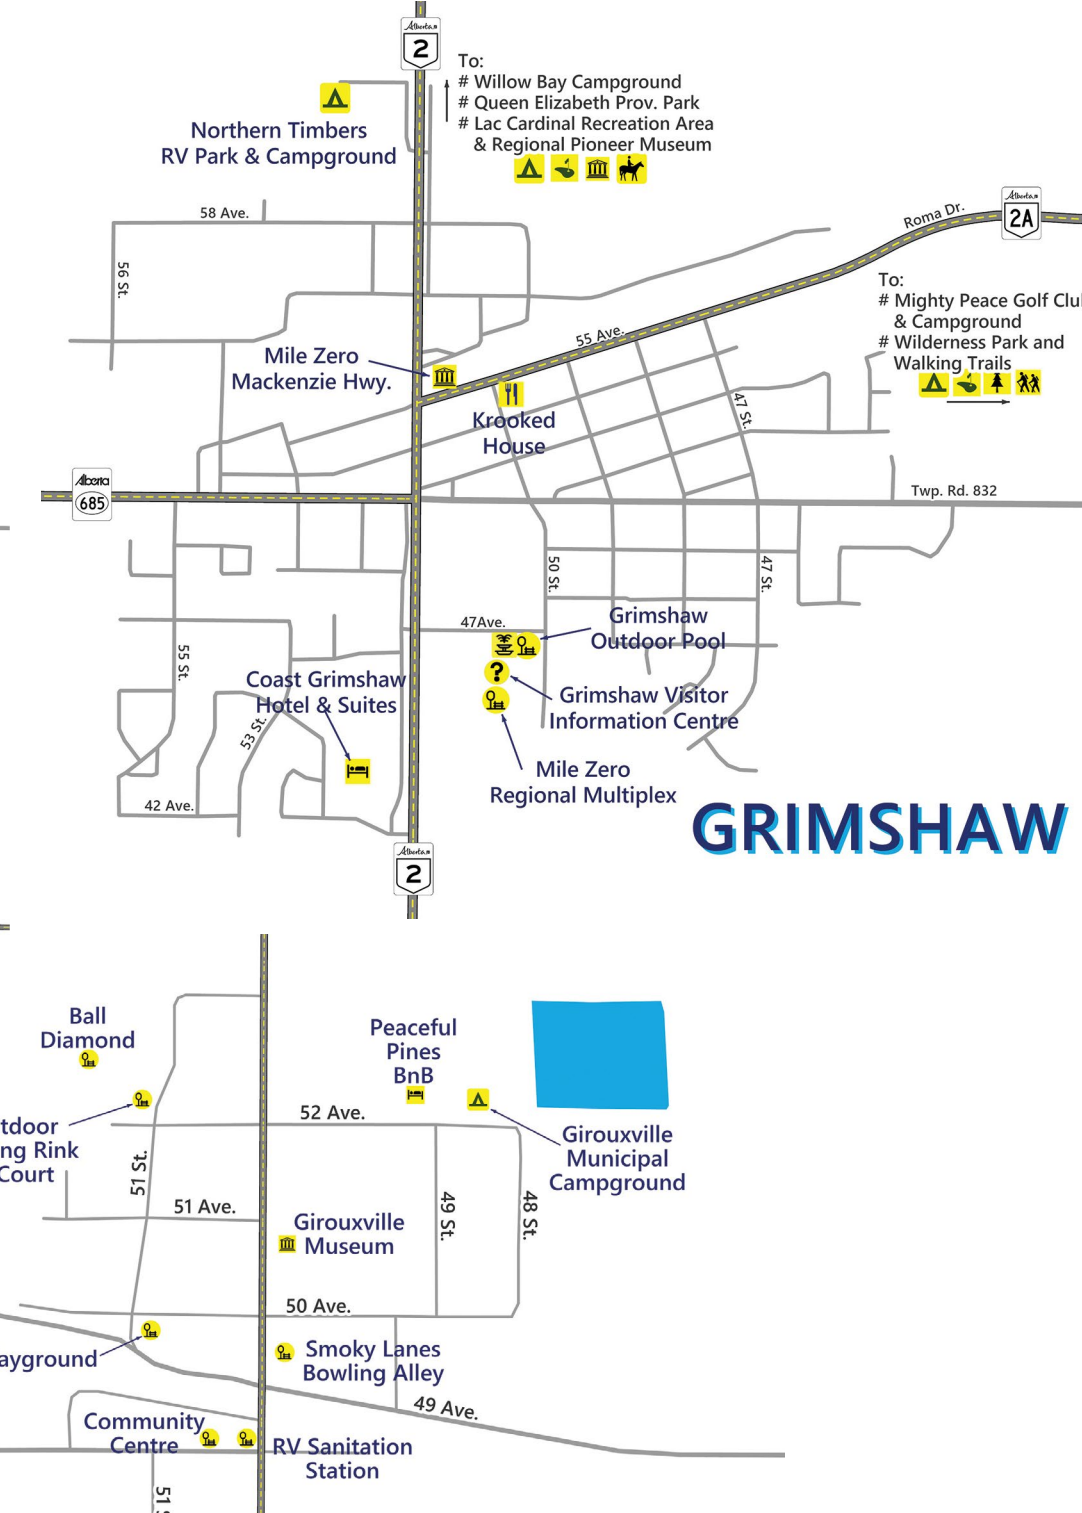 Alberta
2
To:
# Willow Bay Campground
# Queen Elizabeth Prov. Park
# Lac Cardinal Recreation Area
& Regional Pioneer Museum
Northern Timbers
RV Park & Campground
58 Ave.
56 St.
Roma Dr.
Alberta
2A
To:
# Mighty Peace Golf Clu
& Campground
# Wilderness Park and
Walking Trails
55 Ave.
Mile Zero
Mackenzie Hwy.
Krooked
House
47 St.
Alberta
685
Twp. Rd. 832
50 St.
47 St.
47Ave.
Grimshaw
Outdoor Pool
55 St.
Coast Grimshaw
Hotel & Suites
?
Grimshaw Visitor
Information Centre
53 St.
Mile Zero
Regional Multiplex
42 Ave.
GRIMSHAW
Alberta
2
Ball
Diamond
Peaceful
Pines
BnB
52 Ave.
tdoor
ng Rink
Court
Girouxville
Municipal
Campground
51 St.
51 Ave.
49 St.
48 St.
Girouxville
Museum
50 Ave.
ayground
Smoky Lanes
Bowling Alley
49 Ave.
Community
Centre
RV Sanitation
Station
51 S